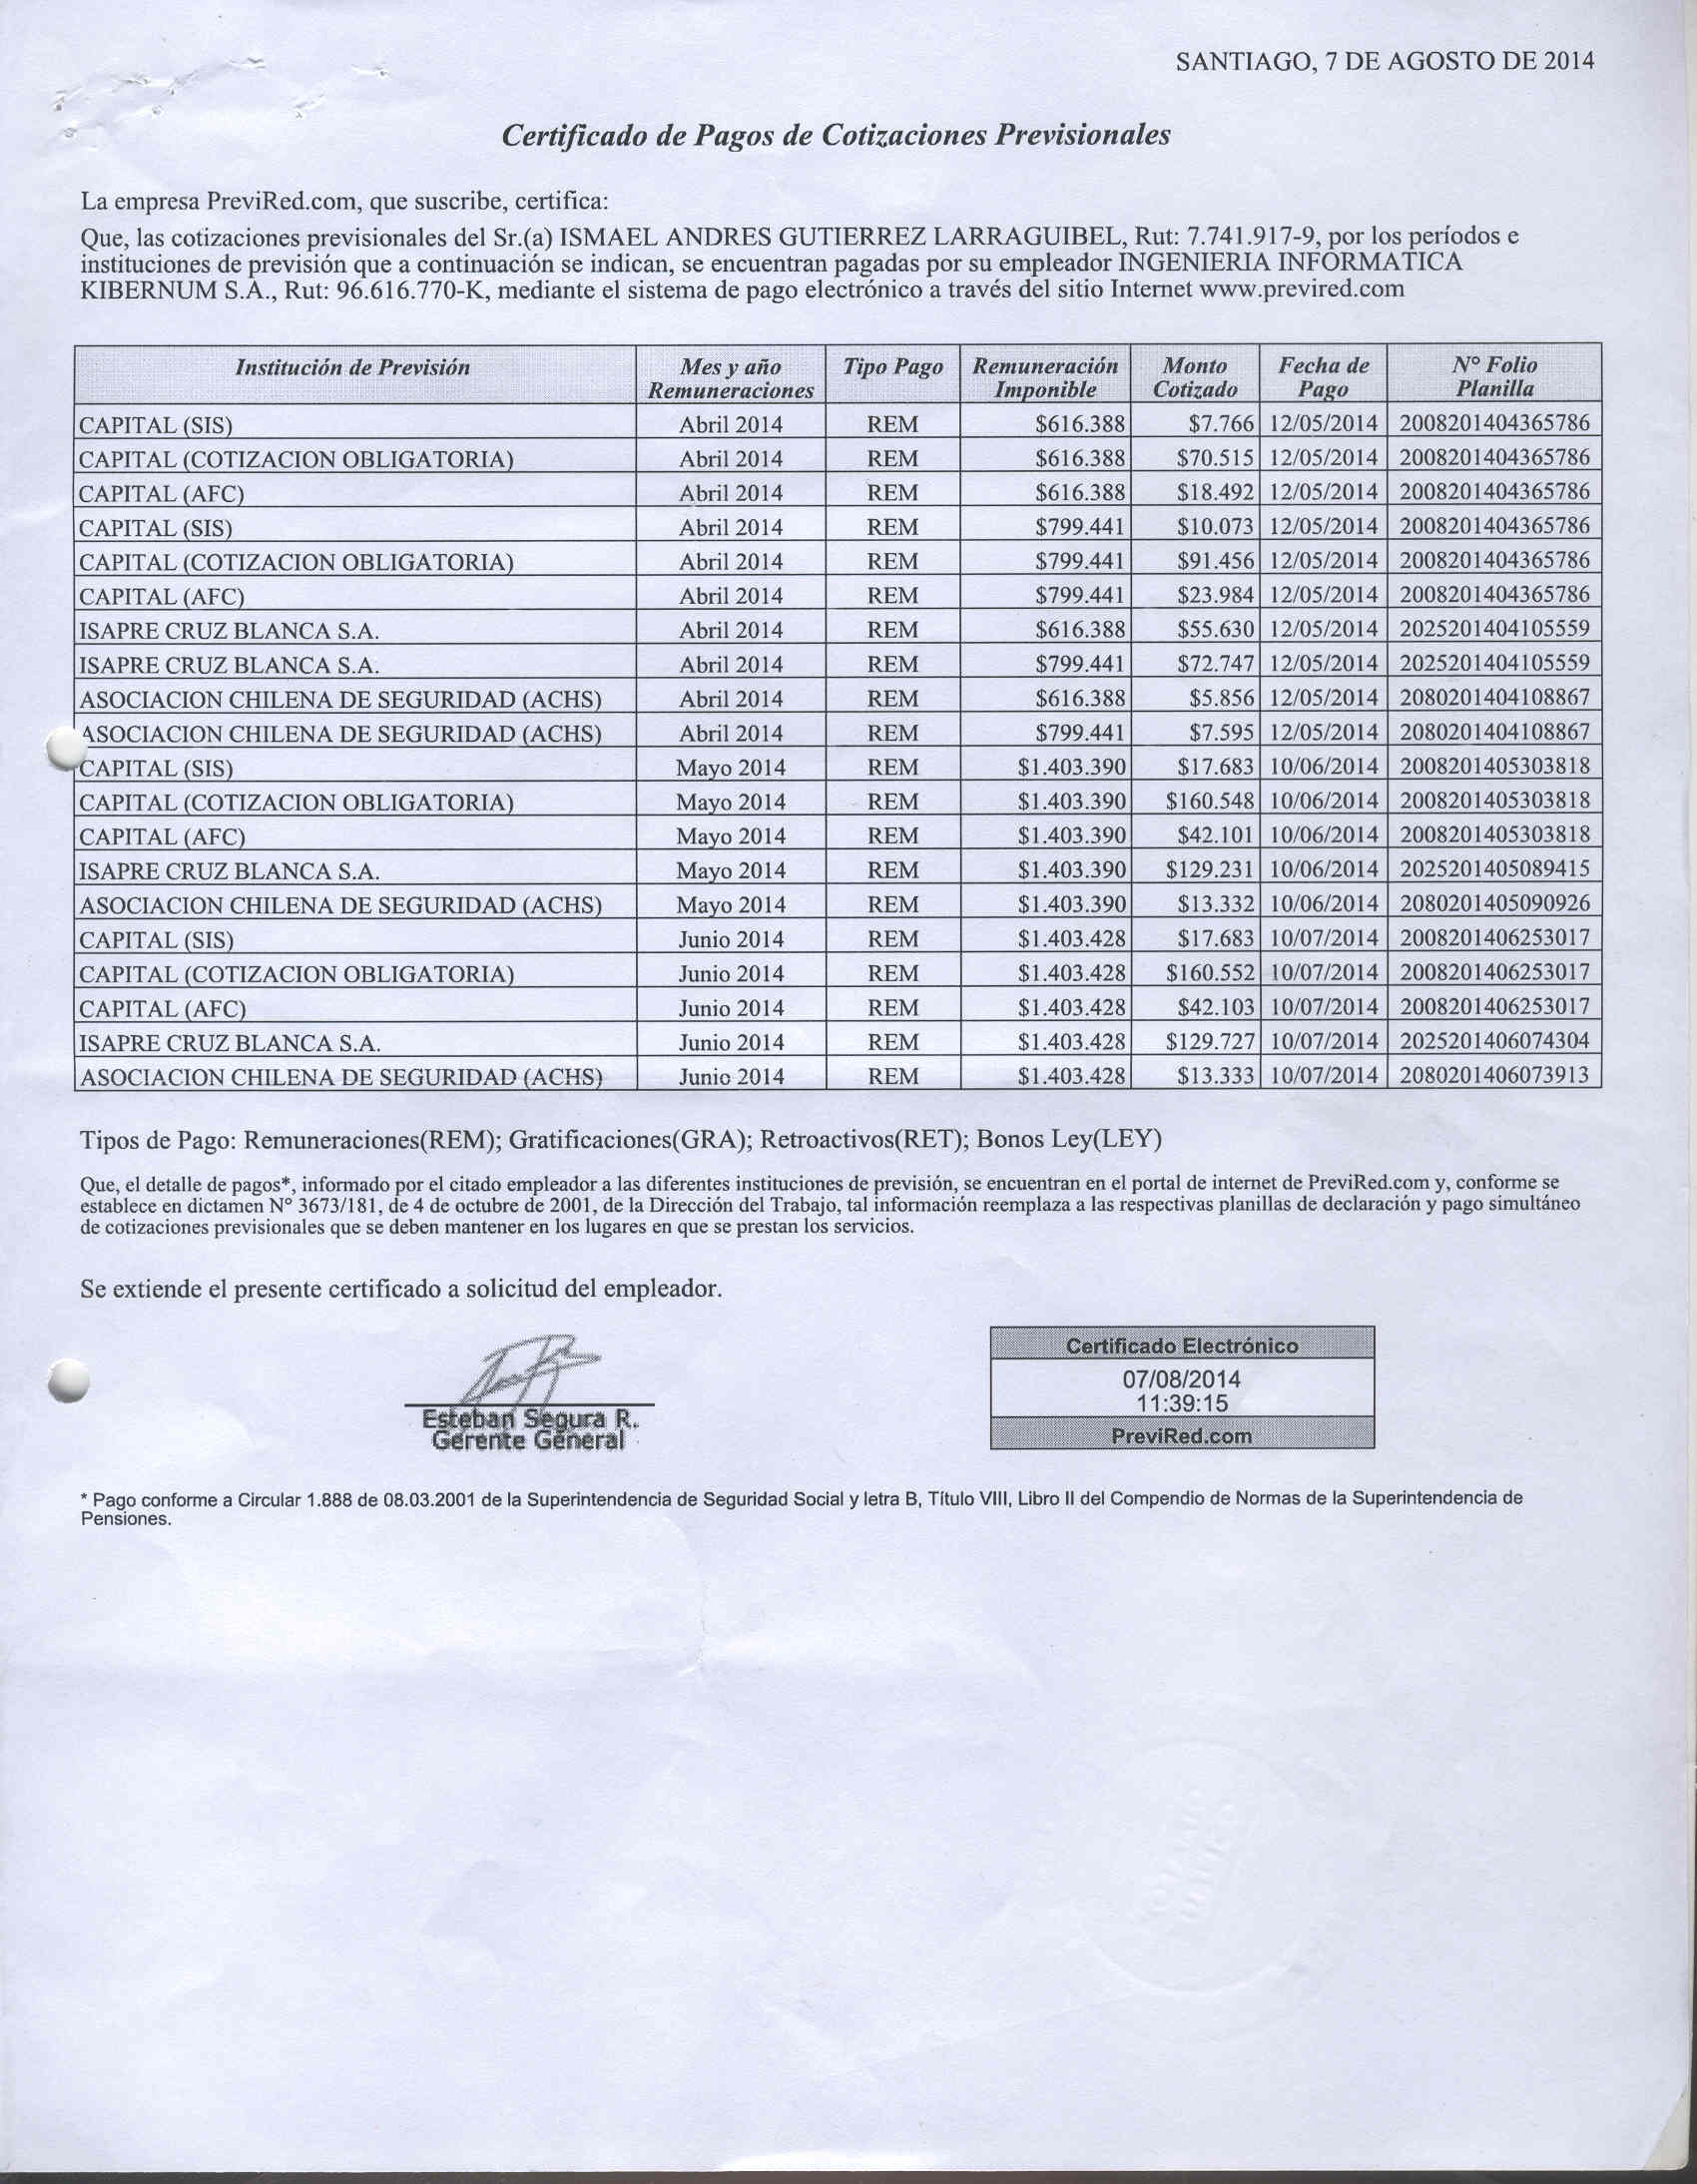 SANTIAGO, 7 DE AGOSTO DE 2014
Certificado de Pagos de Cotizaciones Previsionales
La empresa PreviRed.com, que suscribe, certifica:
Que, las cotizaciones previsionales del Sr.(a) ISMAEL ANDRES GUTIERREZ LARRAGUIBEL, Rut: 7.741.917-9, por los períodos e
instituciones de previsión que a continuación se indican, se encuentran pagadas por su empleador INGENIERIA INFORMATICA
KIBERNUM S.A., Rut: 96.616.770-K, mediante el sistema de pago electrónico a través del sitio Internet www.previred.com
Institución de Previsión Mes y año Remuneraciones Tipo Pago Remuneración Imponible Monto Cotizado Fecha de Pago Nº Folio Planilla
CAPITAL (SIS) Abril 2014 REM $616.388 $7.766 12/05/2014 2008201404365786
CAPITAL (COTIZACION OBLIGATORIA) Abril 2014 REM $616.388 $70.515 12/05/2014 2008201404365786
CAPITAL (AFC) Abril 2014 REM $616.388 $18.492 12/05/2014 2008201404365786
CAPITAL (SIS) Abril 2014 REM $799.441 $10.073 12/05/2014 2008201404365786
CAPITAL (COTIZACION OBLIGATORIA) Abril 2014 REM $799.441 $91.456 12/05/2014 2008201404365786
CAPITAL (AFC) Abril 2014 REM $799.441 $23.984 12/05/2014 2008201404365786
ISAPRE CRUZ BLANCA S.A. Abril 2014 REM $616.388 $55.630 12/05/2014 2025201404105559
ISAPRE CRUZ BLANCA S.A. Abril 2014 REM $799.441 $72.747 12/05/2014 2025201404105559
ASOCIACION CHILENA DE SEGURIDAD (ACHS) Abril 2014 REM $616.388 $5.856 12/05/2014 2080201404108867
ASOCIACION CHILENA DE SEGURIDAD (ACHS) Abril 2014 REM $799.441 $7.595 12/05/2014 2080201404108867
CAPITAL (SIS) Mayo 2014 REM $1.403.390 $17.683 10/06/2014 2008201405303818
CAPITAL (COTIZACION OBLIGATORIA) Mayo 2014 REM $1.403.390 $160.548 10/06/2014 2008201405303818
CAPITAL (AFC) Mayo 2014 REM $1.403.390 $42.101 10/06/2014 2008201405303818
ISAPRE CRUZ BLANCA S.A. Mayo 2014 REM $1.403.390 $129.231 10/06/2014 2025201405089415
ASOCIACION CHILENA DE SEGURIDAD (ACHS) Mayo 2014 REM $1.403.390 $13.332 10/06/2014 2080201405090926
CAPITAL (SIS) Junio 2014 REM $1.403.428 $17.683 10/07/2014 2008201406253017
CAPITAL (COTIZACION OBLIGATORIA) Junio 2014 REM $1.403.428 $160.552 10/07/2014 2008201406253017
CAPITAL (AFC) Junio 2014 REM $1.403.428 $42.103 10/07/2014 2008201406253017
ISAPRE CRUZ BLANCA S.A. Junio 2014 REM $1.403.428 $129.727 10/07/2014 2025201406074304
ASOCIACION CHILENA DE SEGURIDAD (ACHS) Junio 2014 REM $1.403.428 $13.333 10/07/2014 2080201406073913
Tipos de Pago: Remuneraciones(REM); Gratificaciones(GRA); Retroactivos(RET); Bonos Ley(LEY)
Que, el detalle de pagos*, informado por el citado empleador a las diferentes instituciones de previsión, se encuentran en el portal de internet de PreviRed.com y, conforme se
establece en dictamen Nº 3673/181, de 4 de octubre de 2001, de la Dirección del Trabajo, tal información reemplaza a las respectivas planillas de declaración y pago simultáneo
de cotizaciones previsionales que se deben mantener en los lugares en que se prestan los servicios.
Se extiende el presente certificado a solicitud del empleador.
Esteban Segura R.
Gerente General
Certificado Electrónico
07/08/2014
11:39:15
PreviRed.com
* Pago conforme a Circular 1.888 de 08.03.2001 de la Superintendencia de Seguridad Social y letra B, Título VIII, Libro II del Compendio de Normas de la Superintendencia de
Pensiones.